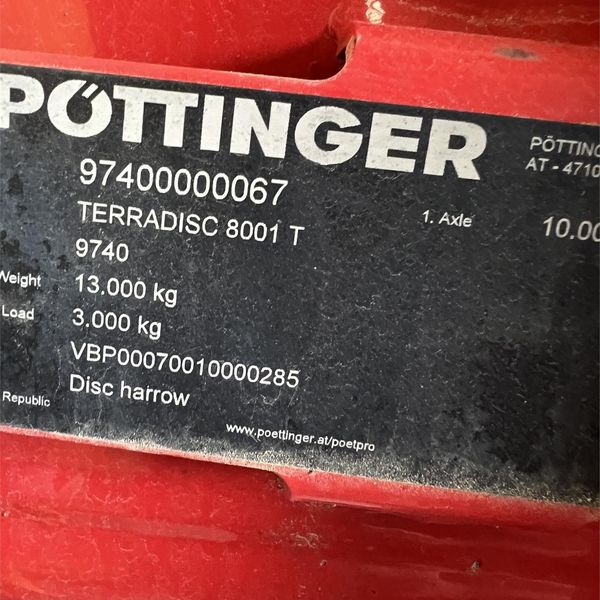 PÖTTINGER
PÖTTING
AT - 4710
97400000067
TERRADISC 8001 T
1. Axle 10.00
9740
Weight 13.000 kg
Load 3.000 kg
VBP00070010000285
Republic Disc harrow
www.poettinger.at/poetpro